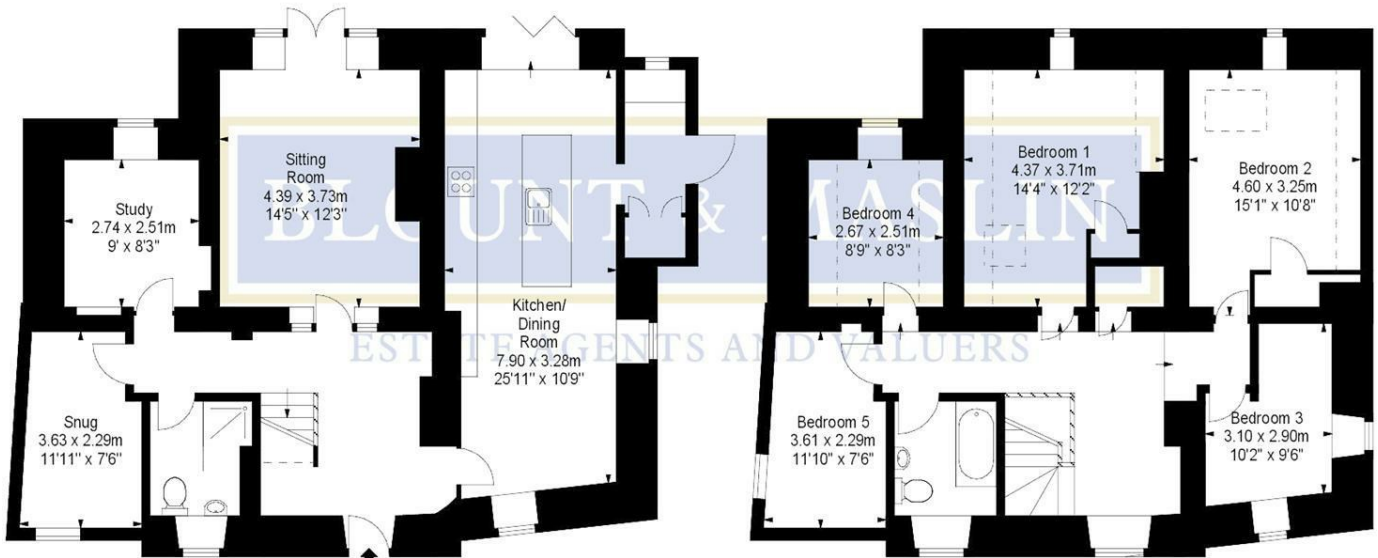 Sitting
Room
4.39 x 3.73m
14'5" x 12'3"
Study
2.74 x 2.51m
9' x 8'3"
Snug
3.63 x 2.29m
11'11" x 7'6"
Kitchen/
Dining
Room
7.90 x 3.28m
25'11" x 10'9"
Bedroom 1
4.37 x 3.71m
14'4" x 12'2"
Bedroom 2
4.60 x 3.25m
15'1" x 10'8"
Bedroom 4
2.67 x 2.51m
8'9" x 8'3"
Bedroom 5
3.61 x 2.29m
11'10" x 7'6"
Bedroom 3
3.10 x 2.90m
10'2" x 9'6"
BLOUNT & MASLIN
ESTATE AGENTS AND VALUERS